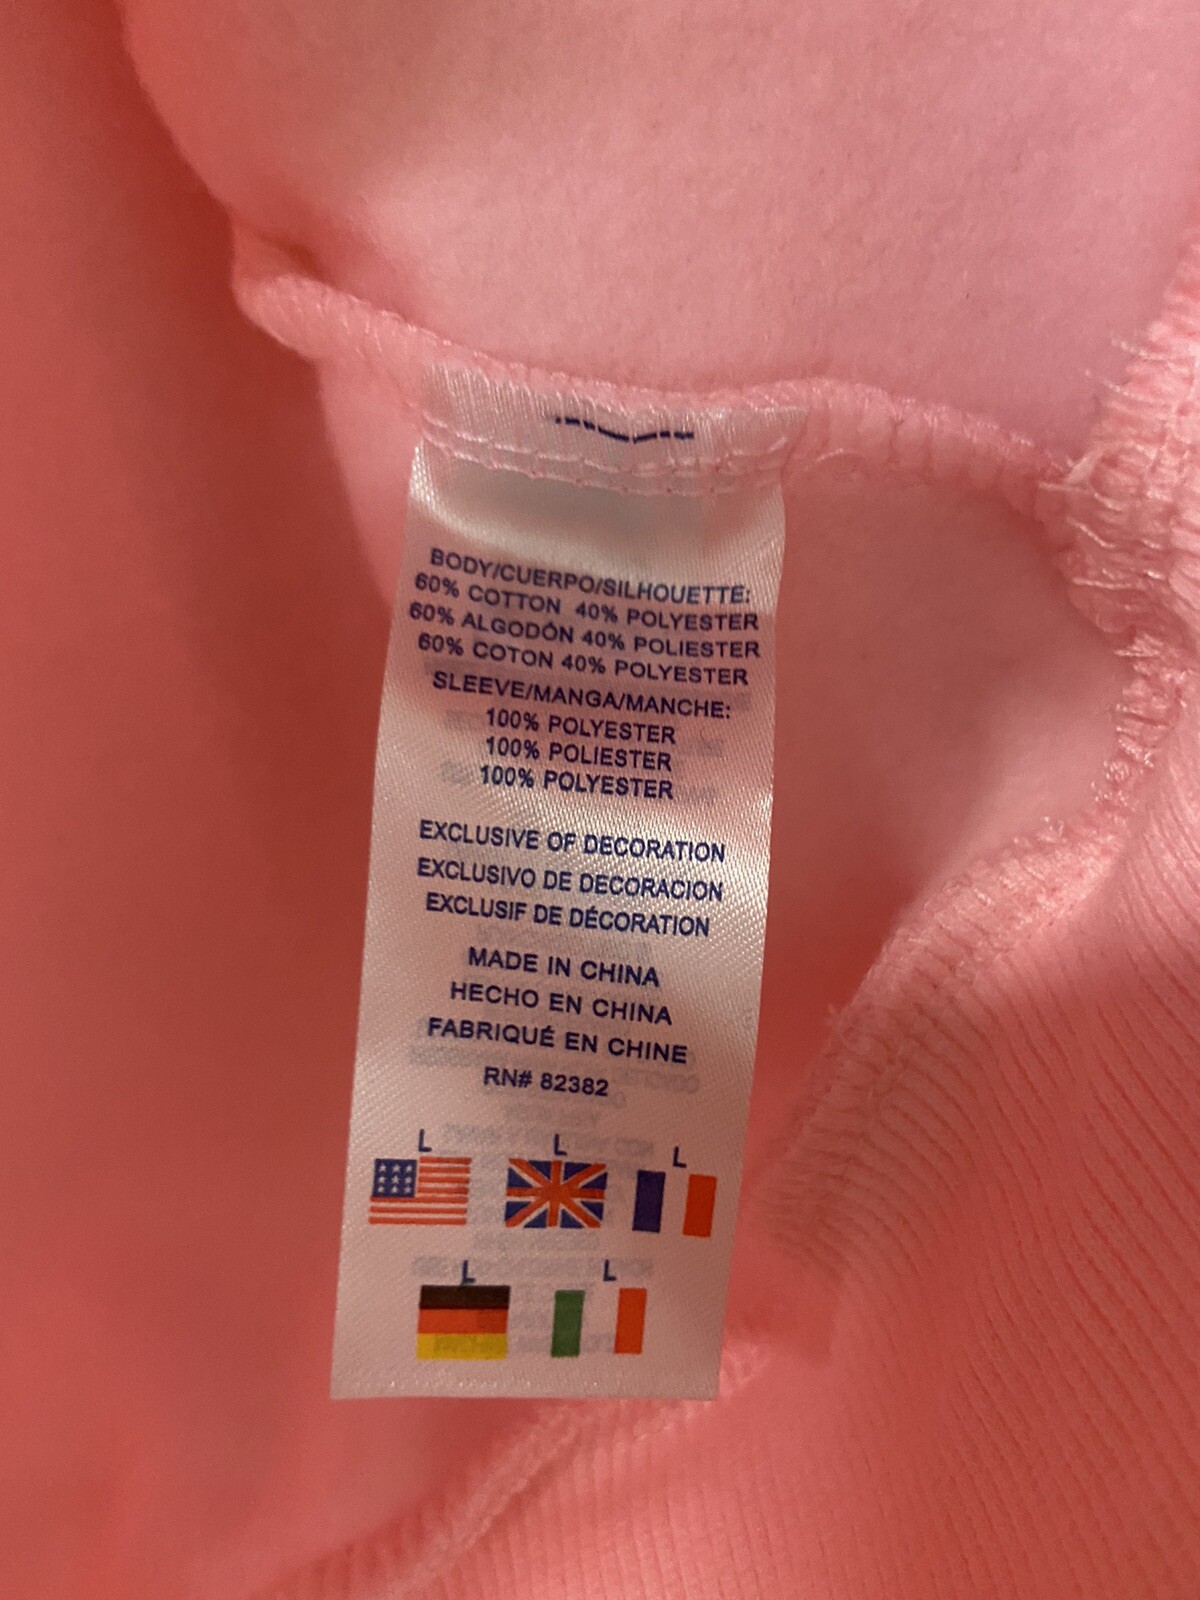 BODY/CUERPO/SILHOUETTE:
60% COTTON 40% POLYESTER
60% ALGODÓN 40% POLIESTER
60% COTON 40% POLYESTER
SLEEVE/MANGA/MANCHE:
100% POLYESTER
100% POLIESTER
100% POLYESTER
EXCLUSIVE OF DECORATION
EXCLUSIVO DE DECORACION
EXCLUSIF DE DÉCORATION
MADE IN CHINA
HECHO EN CHINA
FABRIQUÉ EN CHINE
RN# 82382
L L L
L L